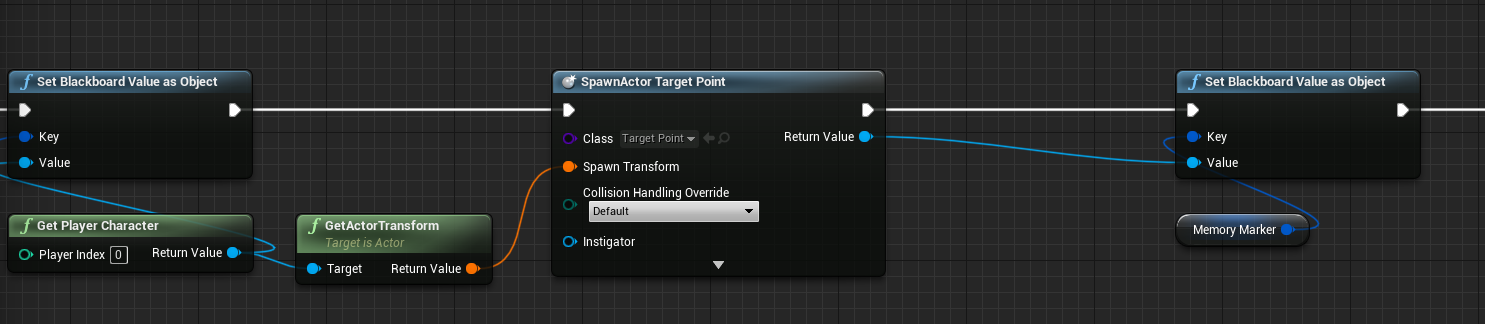 Set Blackboard Value as Object
Key
Value
Get Player Character
Player Index 0 Return Value
GetActorTransform
Target is Actor
Target Return Value
SpawnActor Target Point
Class Target Point Return Value
Spawn Transform
Collision Handling Override
Default
Instigator
Set Blackboard Value as Object
Key
Value
Memory Marker